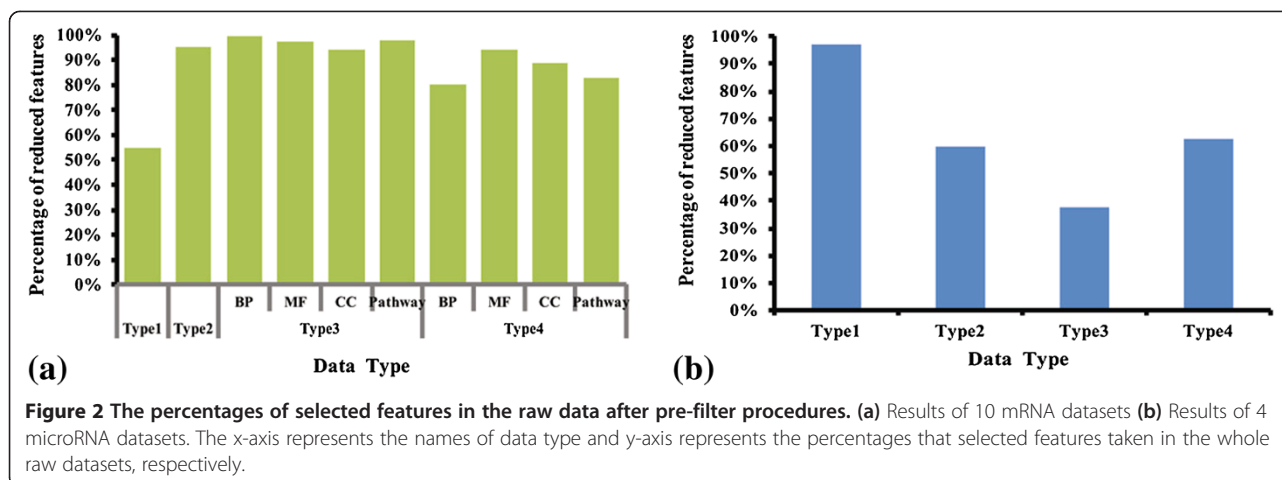 Percentage of reduced features
100%
90%
80%
70%
60%
50%
40%
30%
20%
10%
0%
BP MF CC Pathway BP MF CC Pathway
Type1 Type2 Type3 Type4
Data Type
(a)
Percentage of reduced features
100%
90%
80%
70%
60%
50%
40%
30%
20%
10%
0%
Type1 Type2 Type3 Type4
Data Type
(b)
Figure 2 The percentages of selected features in the raw data after pre-filter procedures. (a) Results of 10 mRNA datasets (b) Results of 4
microRNA datasets. The x-axis represents the names of data type and y-axis represents the percentages that selected features taken in the whole
raw datasets, respectively.